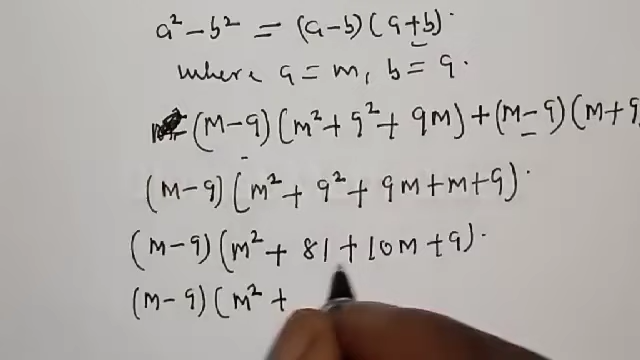 a² - b² = (a-b)(a+b).
where a = m, b = 9.
(m-9)(m² + 9² + 9m) + (m-9)(m+9
(m-9)(m² + 9² + 9m + m + 9).
(m-9)(m² + 81 + 10m + 9).
(m-9)(m² +